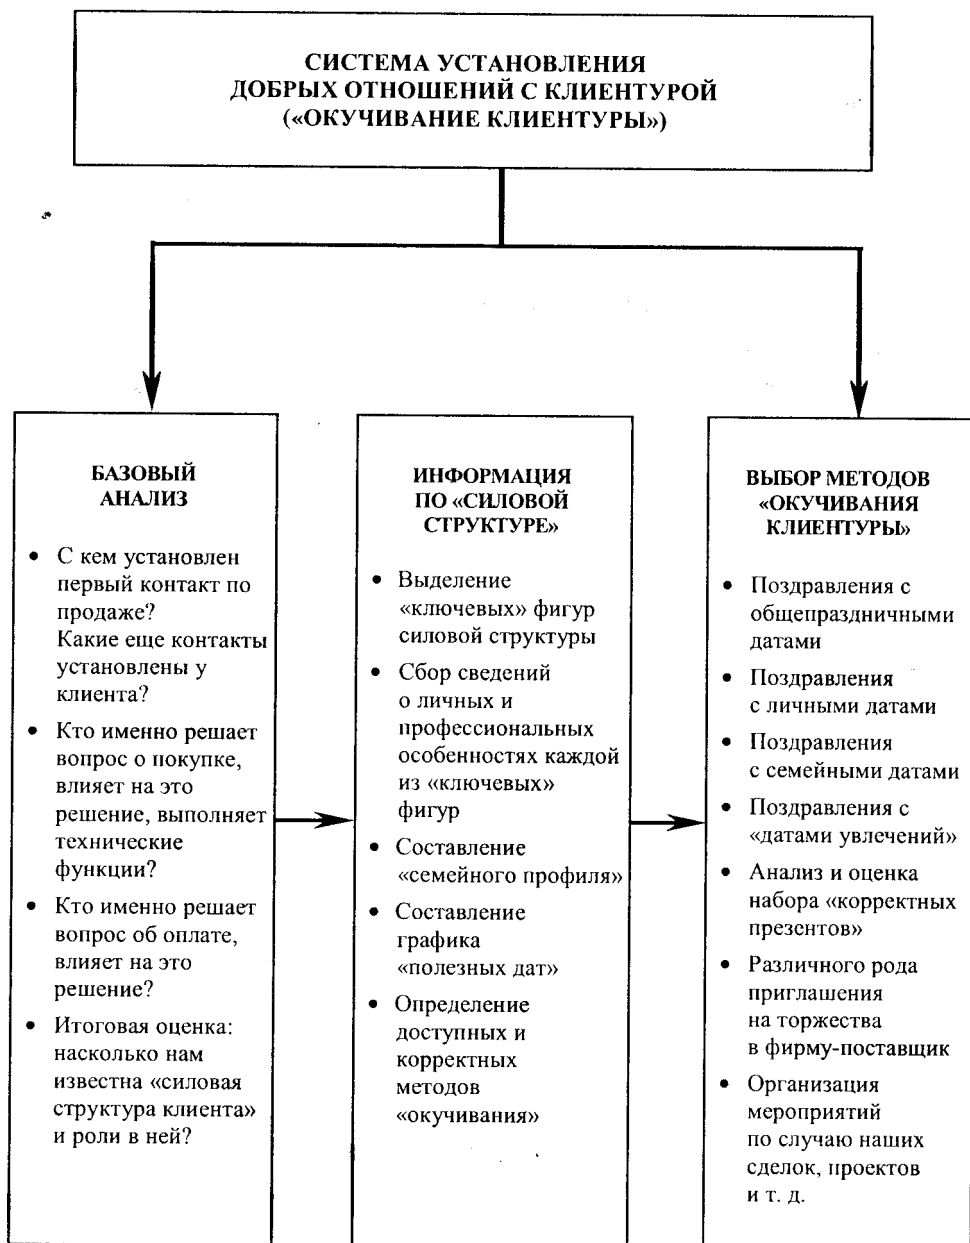 СИСТЕМА УСТАНОВЛЕНИЯ
ДОБРЫХ ОТНОШЕНИЙ С КЛИЕНТУРОЙ
(«ОКУЧИВАНИЕ КЛИЕНТУРЫ»)
БАЗОВЫЙ
АНАЛИЗ
• С кем установлен
первый контакт по
продаже?
Какие еще контакты
установлены у
клиента?
• Кто именно решает
вопрос о покупке,
влияет на это
решение, выполняет
технические
функции?
• Кто именно решает
вопрос об оплате,
влияет на это
решение?
• Итоговая оценка:
насколько нам
известна «силовая
структура клиента»
и роли в ней?
ИНФОРМАЦИЯ
ПО «СИЛОВОЙ
СТРУКТУРЕ»
• Выделение
«ключевых» фигур
силовой структуры
• Сбор сведений
о личных и
профессиональных
особенностях каждой
из «ключевых»
фигур
• Составление
«семейного профиля»
• Составление
графика
«полезных дат»
• Определение
доступных и
корректных
методов
«окучивания»
ВЫБОР МЕТОДОВ
«ОКУЧИВАНИЯ
КЛИЕНТУРЫ»
• Поздравления с
общепраздничными
датами
• Поздравления
с личными датами
• Поздравления
с семейными датами
• Поздравления с
«датами увлечений»
• Анализ и оценка
набора «корректных
презентов»
• Различного рода
приглашения
на торжества
в фирму-поставщик
• Организация
мероприятий
по случаю наших
сделок, проектов
и т. д.